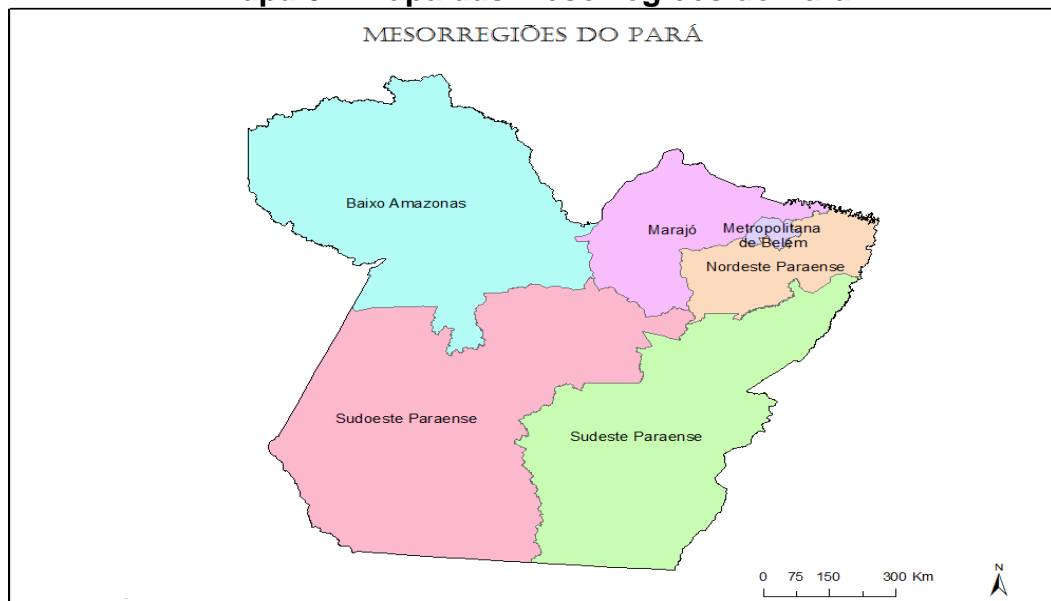 MESORREGIÕES DO PARÁ
Baixo Amazonas
Marajó
Metropolitana
de Belém
Nordeste Paraense
Sudoeste Paraense
Sudeste Paraense
0 75 150 300 Km
N